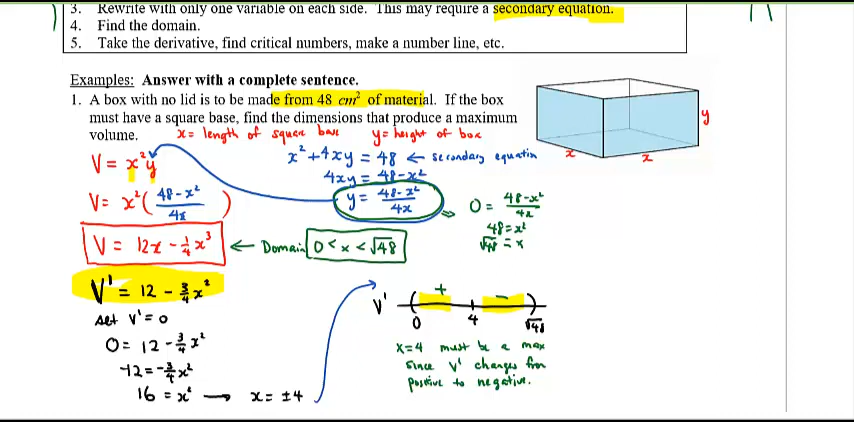 3. Rewrite with only one variable on each side. This may require a secondary equation.
4. Find the domain.
5. Take the derivative, find critical numbers, make a number line, etc.
Examples: Answer with a complete sentence.
1. A box with no lid is to be made from 48 cm² of material. If the box
must have a square base, find the dimensions that produce a maximum
volume.
x = length of square base y = height of box
V = x²y
x² + 4xy = 48 ← secondary equation
4xy = 48 - x²
y = (48 - x²)/(4x)
V = x²((48 - x²)/(4x))
0 = (48 - x²)/(4x)
48 = x²
√48 = x
V = 12x - ¼x³ ← Domain 0 < x < √48
V' = 12 - ¾x²
set V' = 0
0 = 12 - ¾x²
-12 = -¾x²
16 = x² → x = ±4
V' ( + - )
0 4 √48
x=4 must be a max
since V' changes from
positive to negative.
y
x x